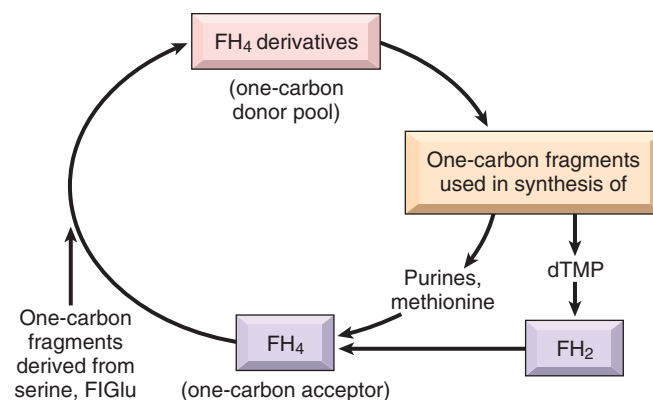 FH₄ derivatives
(one-carbon
donor pool)
One-carbon fragments
used in synthesis of
Purines,
methionine
dTMP
One-carbon
fragments
derived from
serine, FIGlu
FH₄
(one-carbon acceptor)
FH₂